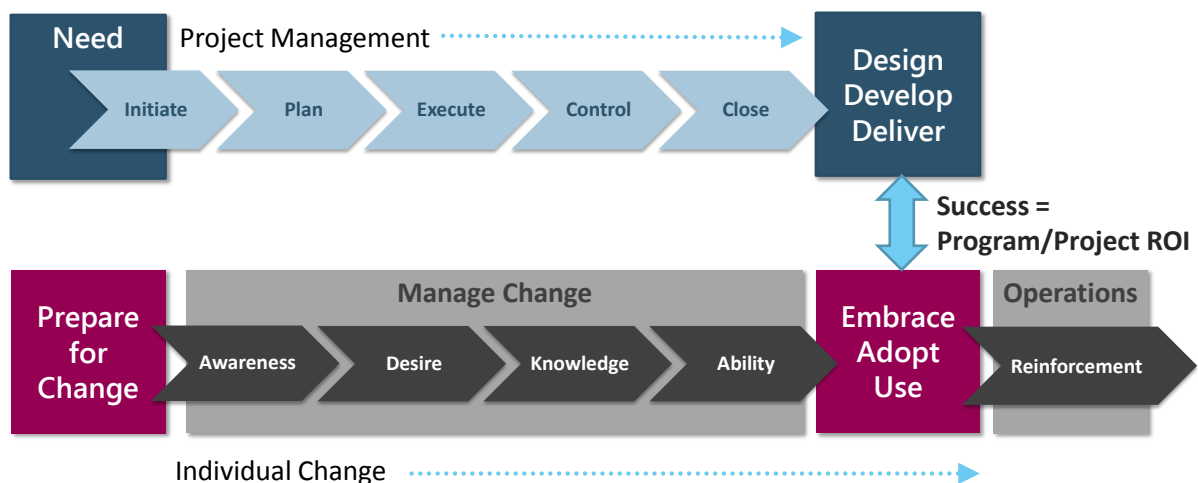 Need
Project Management
Initiate
Plan
Execute
Control
Close
Design
Develop
Deliver
Success =
Program/Project ROI
Prepare
for
Change
Manage Change
Awareness
Desire
Knowledge
Ability
Embrace
Adopt
Use
Operations
Reinforcement
Individual Change